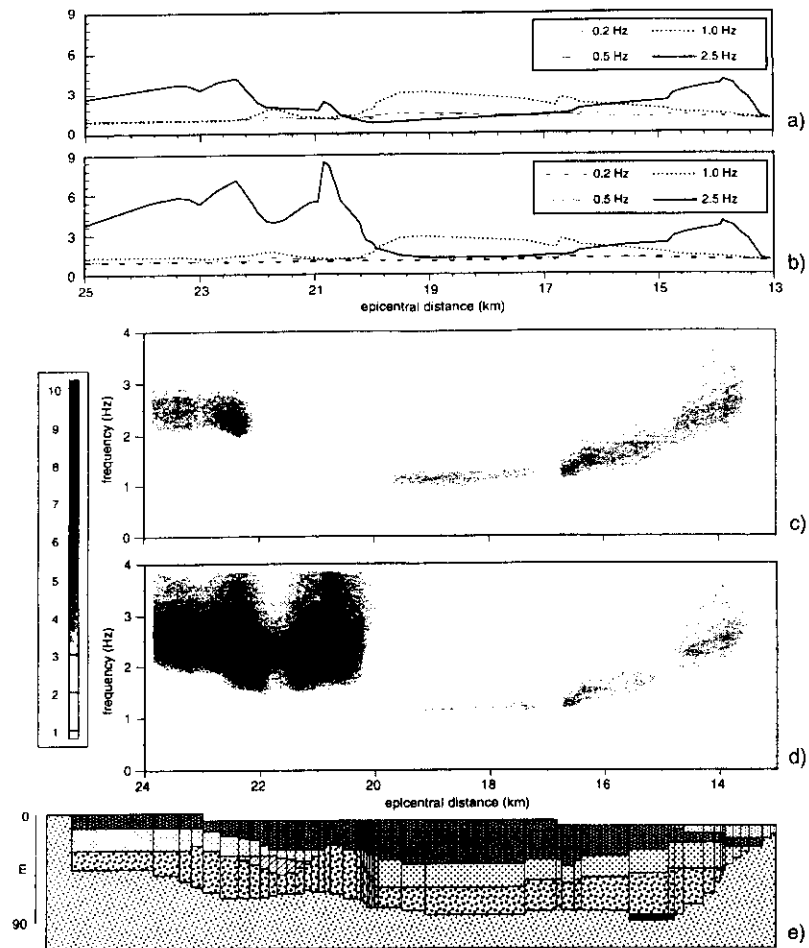 9
6
3
0
0.2 Hz 1.0 Hz
0.5 Hz 2.5 Hz
a)
9
6
3
0
0.2 Hz 1.0 Hz
0.5 Hz 2.5 Hz
b)
25 23 21 19 17 15 13
epicentral distance (km)
10
9
8
7
6
5
4
3
2
1
4
3
2
1
0
frequency (Hz)
c)
4
3
2
1
0
frequency (Hz)
d)
24 22 20 18 16 14
epicentral distance (km)
0
E
90
e)